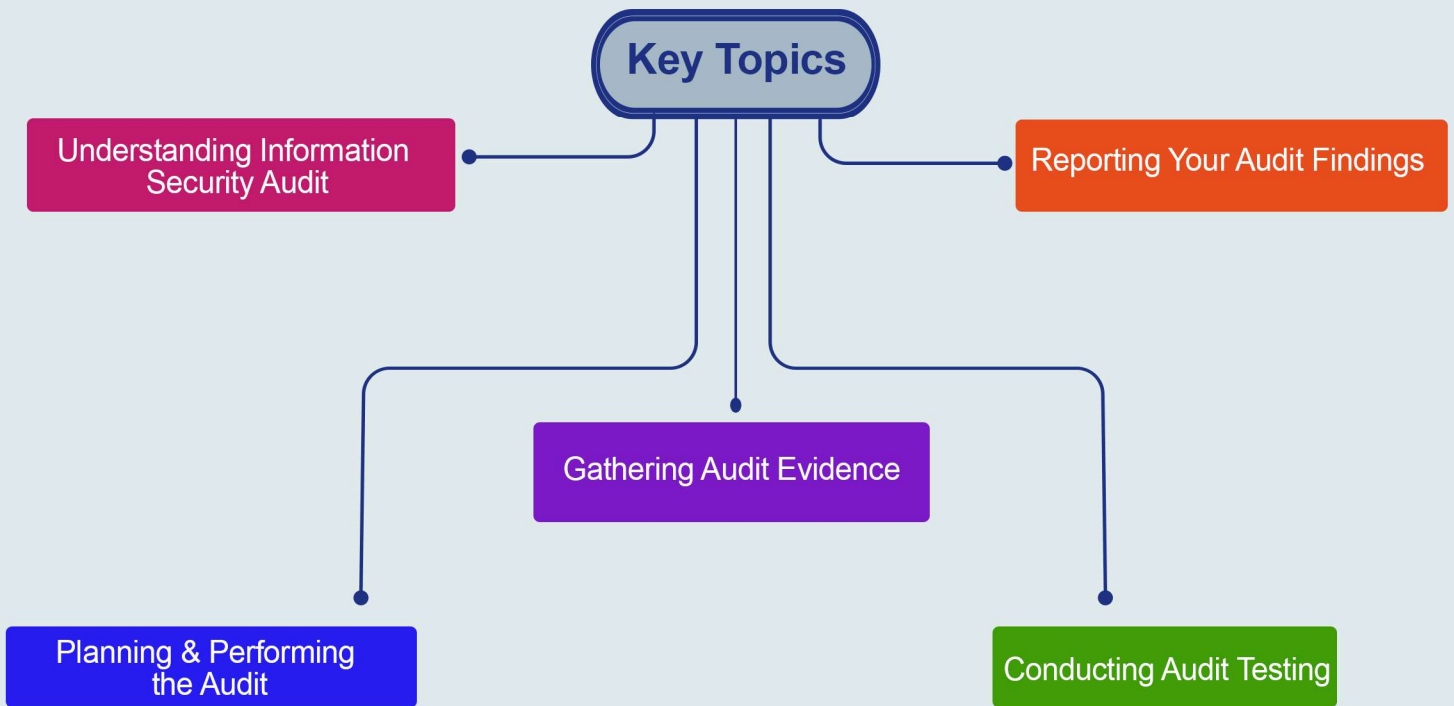 Key Topics
Understanding Information
Security Audit
Reporting Your Audit Findings
Gathering Audit Evidence
Planning & Performing
the Audit
Conducting Audit Testing